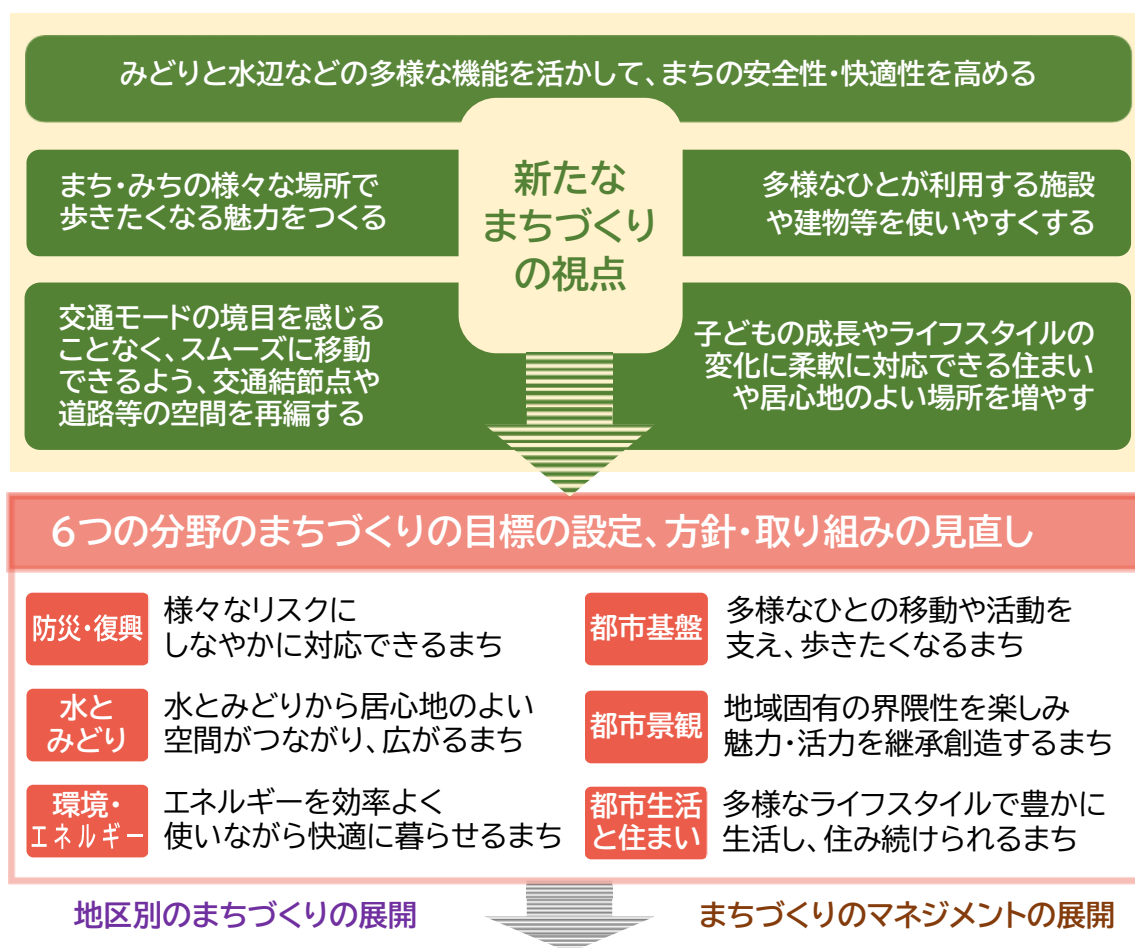 みどりと水辺などの多様な機能を活かして、まちの安全性・快適性を高める
新たな
まちづくり
の視点
まち・みちの様々な場所で
歩きたくなる魅力をつくる
多様なひとが利用する施設
や建物等を使いやすくする
交通モードの境目を感じる
ことなく、スムーズに移動
できるよう、交通結節点や
道路等の空間を再編する
子どもの成長やライフスタイルの
変化に柔軟に対応できる住まい
や居心地のよい場所を増やす
6つの分野のまちづくりの目標の設定、方針・取り組みの見直し
防災・復興
様々なリスクに
しなやかに対応できるまち
都市基盤
多様なひとの移動や活動を
支え、歩きたくなるまち
水と
みどり
水とみどりから居心地のよい
空間がつながり、広がるまち
都市景観
地域固有の界隈性を楽しみ
魅力・活力を継承創造するまち
環境・
エネルギー
エネルギーを効率よく
使いながら快適に暮らせるまち
都市生活
と住まい
多様なライフスタイルで豊かに
生活し、住み続けられるまち
地区別のまちづくりの展開
まちづくりのマネジメントの展開